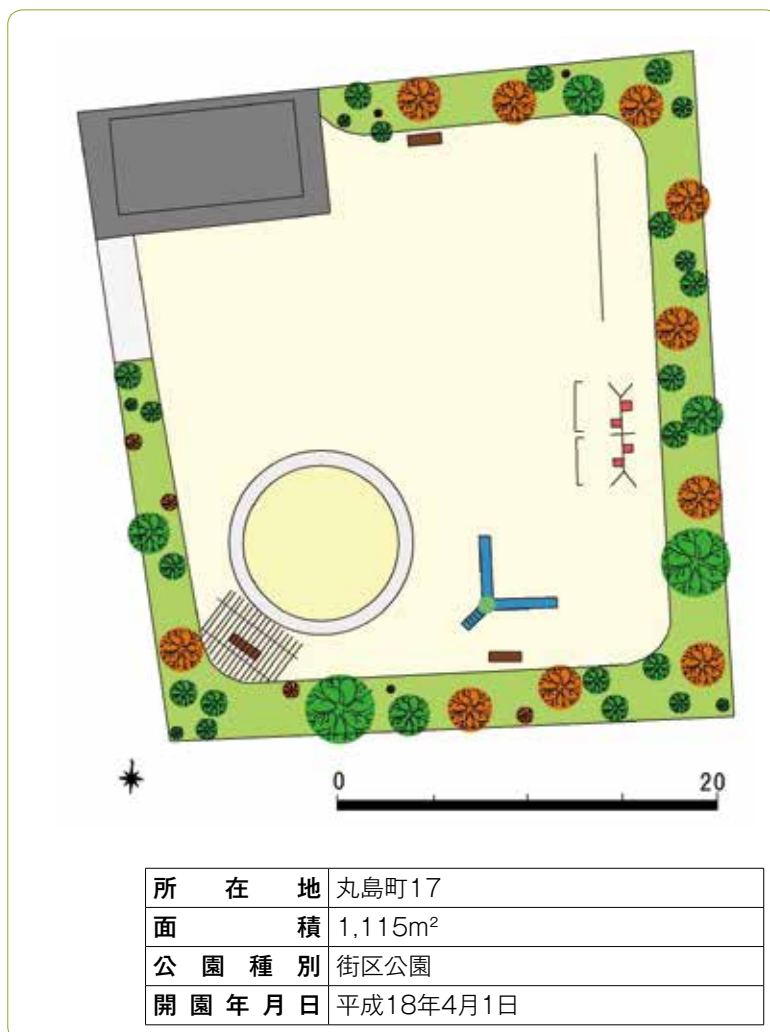 0 20
所在地 丸島町17
面積 1,115m²
公園種別 街区公園
開園年月日 平成18年4月1日